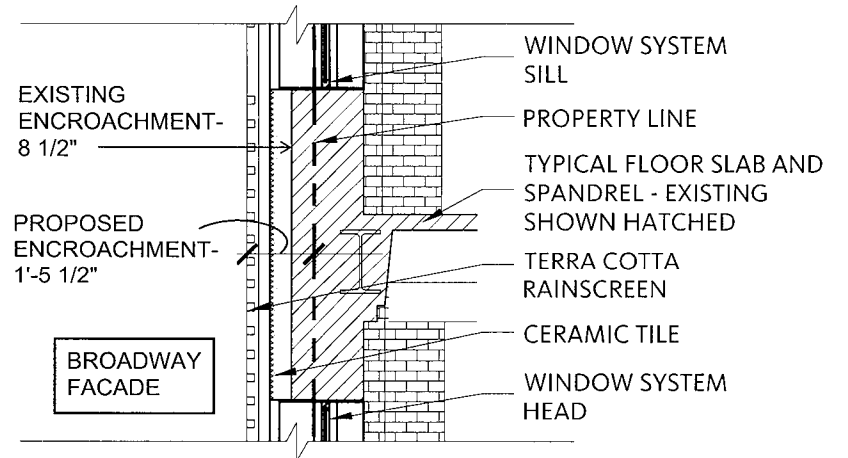 EXISTING
ENCROACHMENT-
8 1/2"
PROPOSED
ENCROACHMENT-
1'-5 1/2"
BROADWAY
FACADE
WINDOW SYSTEM
SILL
PROPERTY LINE
TYPICAL FLOOR SLAB AND
SPANDREL - EXISTING
SHOWN HATCHED
TERRA COTTA
RAINSCREEN
CERAMIC TILE
WINDOW SYSTEM
HEAD